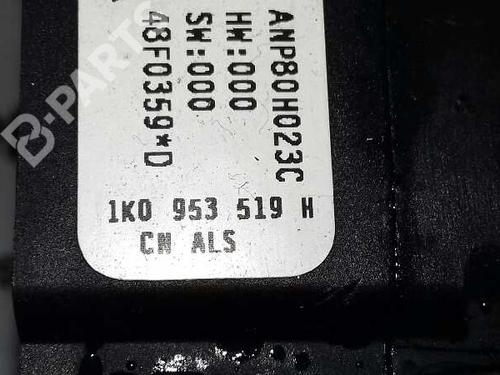 ANP80H023C
HW:000
SW:000
48F0359*D
1K0 953 519 H
CN ALS
B-PARTS